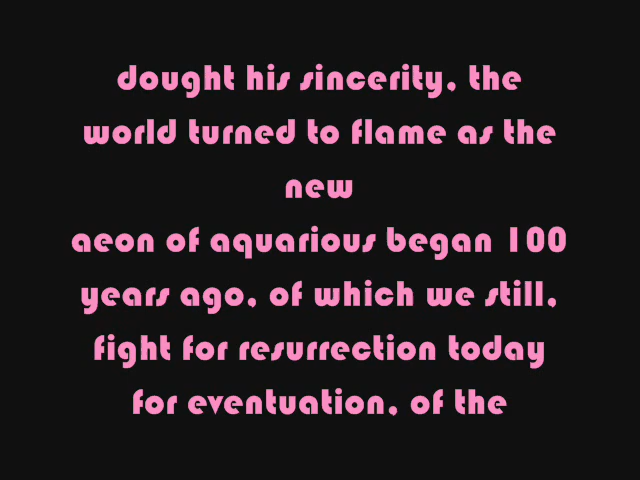 dought his sincerity, the
world turned to flame as the
new
aeon of aquarious began 100
years ago, of which we still,
fight for resurrection today
for eventuation, of the